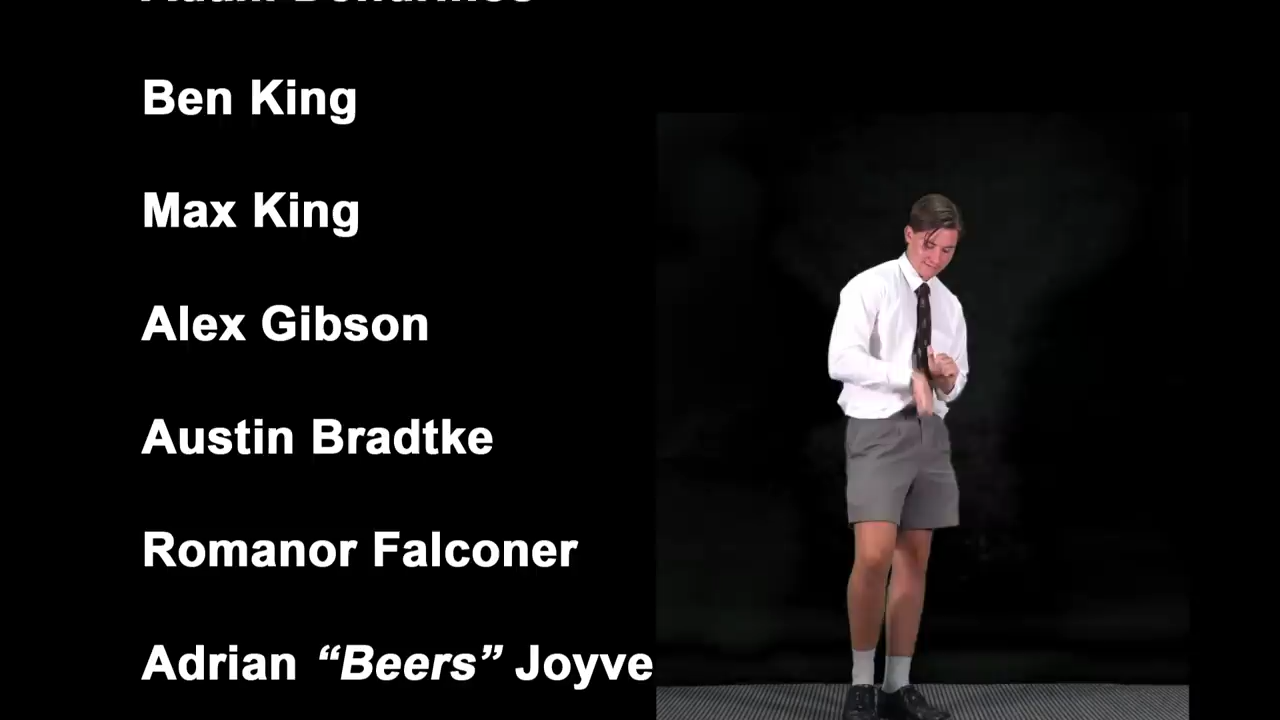 Ben King
Max King
Alex Gibson
Austin Bradtke
Romanor Falconer
Adrian “Beers” Joyve